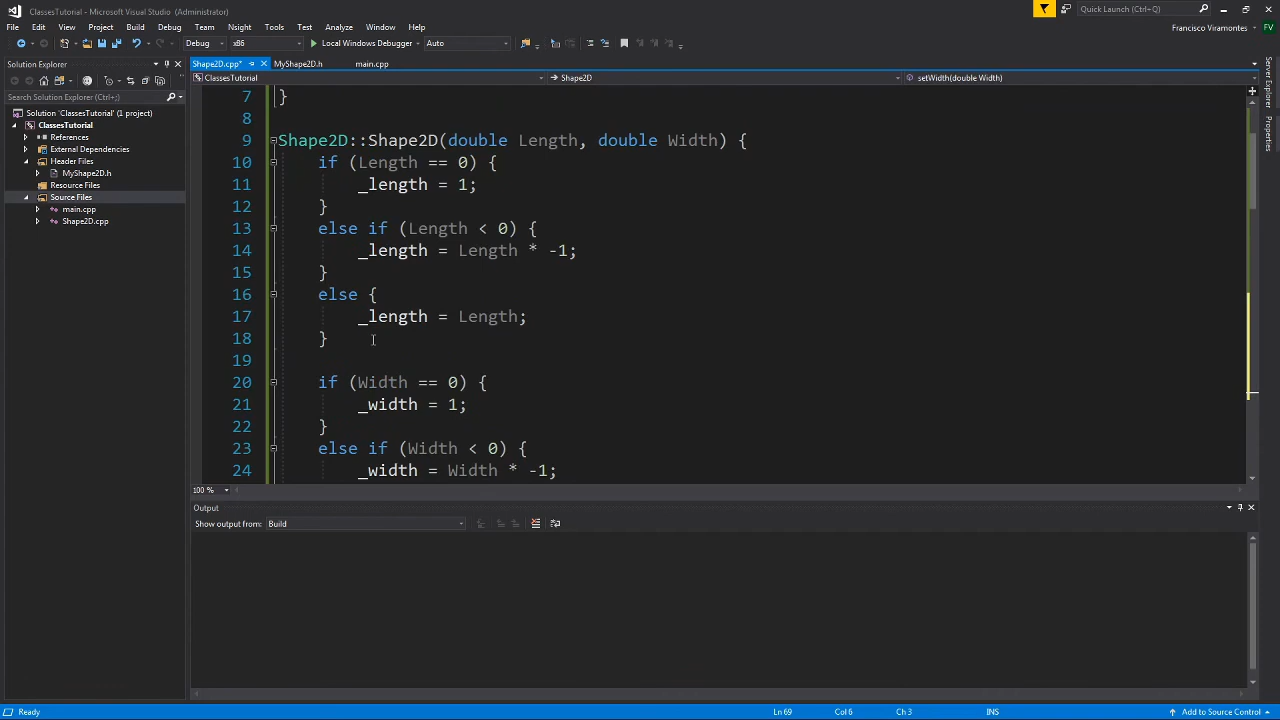 ClassesTutorial - Microsoft Visual Studio (Administrator)
Quick Launch (Ctrl+Q)
File Edit View Project Build Debug Team Nsight Tools Test Analyze Window Help
Francisco Viramontes FV
Debug x86 Local Windows Debugger Auto
Solution Explorer
Shape2D.cpp* MyShape2D.h main.cpp
ClassesTutorial Shape2D setWidth(double Width)
Search Solution Explorer (Ctrl+;)
Solution 'ClassesTutorial' (1 project)
ClassesTutorial
References
External Dependencies
Header Files
MyShape2D.h
Resource Files
Source Files
main.cpp
Shape2D.cpp
7 }
8
9 Shape2D::Shape2D(double Length, double Width) {
10 if (Length == 0) {
11 _length = 1;
12 }
13 else if (Length < 0) {
14 _length = Length * -1;
15 }
16 else {
17 _length = Length;
18 }
19
20 if (Width == 0) {
21 _width = 1;
22 }
23 else if (Width < 0) {
24 _width = Width * -1;
100 %
Output
Show output from: Build
Server Explorer
Toolbox
Properties
Ready Ln 69 Col 6 Ch 3 INS Add to Source Control